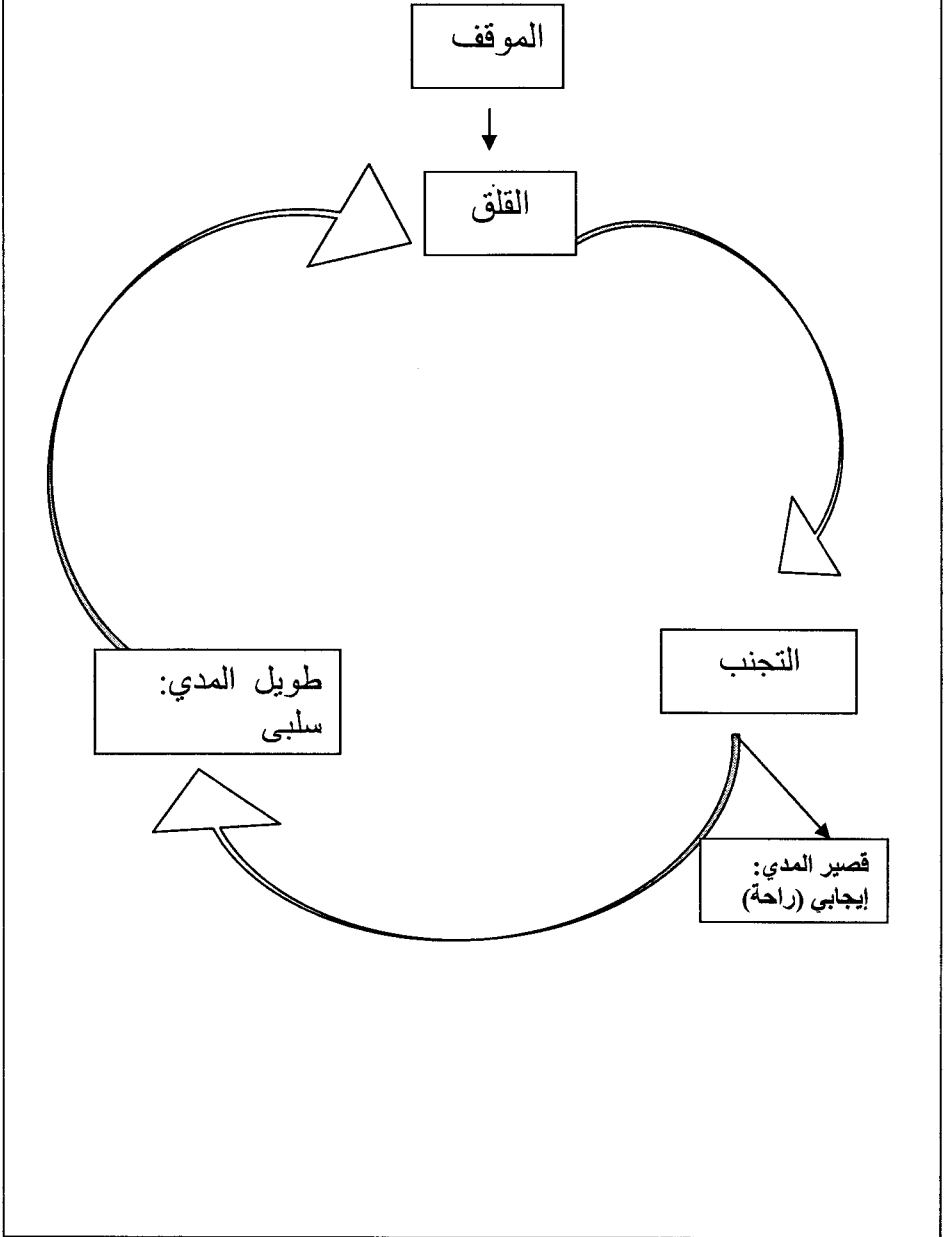 الموقف
القلق
التجنب
طويل المدي:
سلبى
قصير المدي:
إيجابي (راحة)